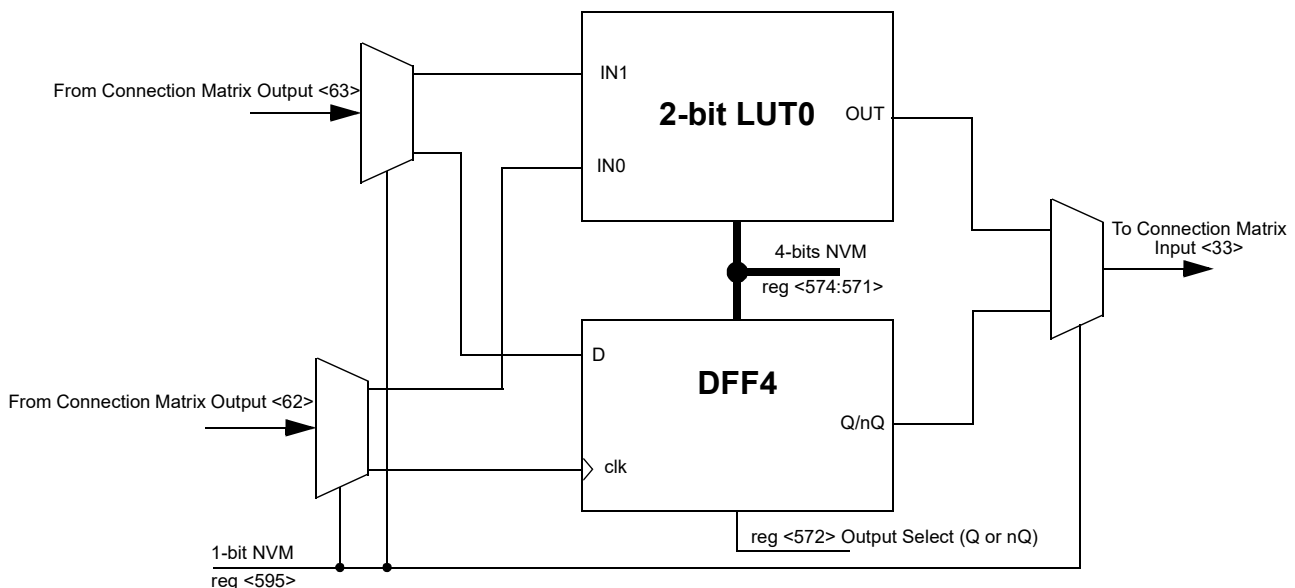 From Connection Matrix Output <63>
IN1
2-bit LUT0
OUT
IN0
To Connection Matrix
Input <33>
4-bits NVM
reg <574:571>
D
DFF4
From Connection Matrix Output <62>
Q/nQ
clk
reg <572> Output Select (Q or nQ)
1-bit NVM
reg <595>